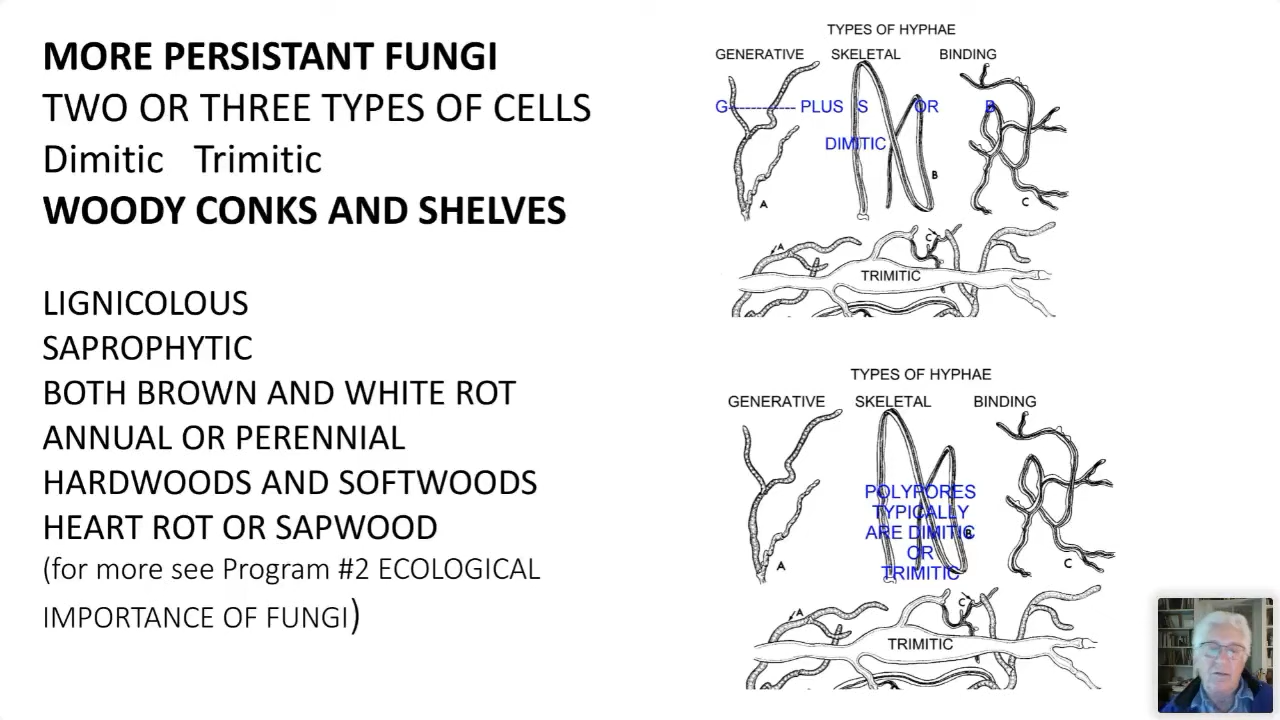 MORE PERSISTANT FUNGI
TWO OR THREE TYPES OF CELLS
Dimitic Trimitic
WOODY CONKS AND SHELVES
LIGNICOLOUS
SAPROPHYTIC
BOTH BROWN AND WHITE ROT
ANNUAL OR PERENNIAL
HARDWOODS AND SOFTWOODS
HEART ROT OR SAPWOOD
(for more see Program #2 ECOLOGICAL
IMPORTANCE OF FUNGI)
TYPES OF HYPHAE
GENERATIVE SKELETAL BINDING
G------------ PLUS S OR B
DIMITIC
B
A
C
A
C
TRIMITIC
TYPES OF HYPHAE
GENERATIVE SKELETAL BINDING
POLYPORES
TYPICALLY
ARE DIMITIC
OR
TRIMITIC
B
A
C
A
C
TRIMITIC